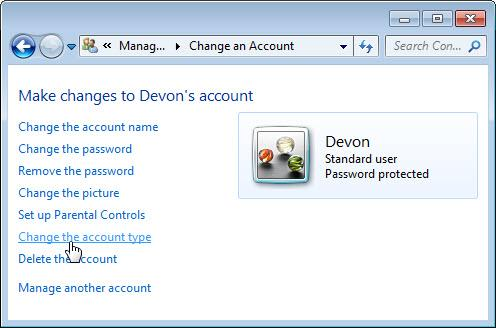 « Manag... ▸ Change an Account
Search Con...
Make changes to Devon's account
Change the account name
Change the password
Remove the password
Change the picture
Set up Parental Controls
Change the account type
Delete the account
Manage another account
Devon
Standard user
Password protected